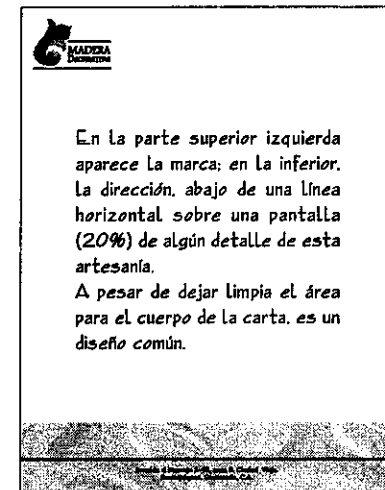 MADERA
DECORATIVA
En la parte superior izquierda
aparece la marca; en la inferior,
la dirección, abajo de una línea
horizontal sobre una pantalla
(20%) de algún detalle de esta
artesanía.
A pesar de dejar limpia el área
para el cuerpo de la carta, es un
diseño común.